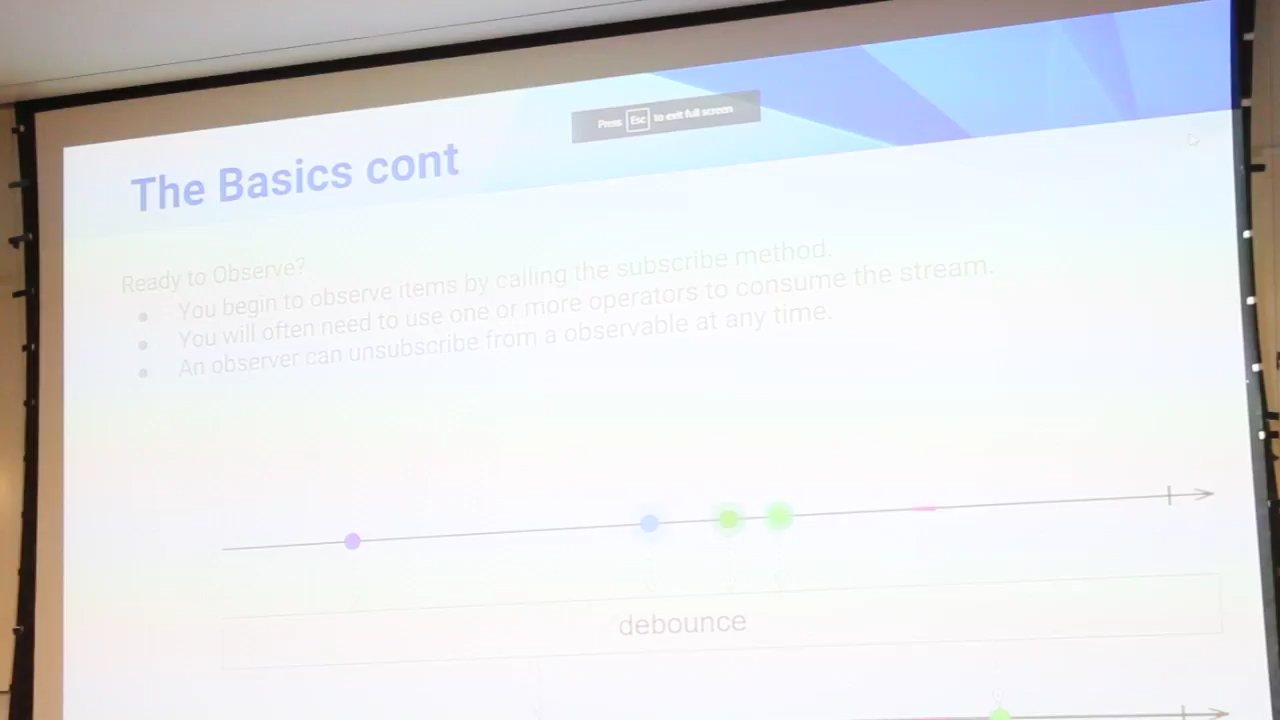 Press Esc to exit full screen
The Basics cont
Ready to Observe?
● You begin to observe items by calling the subscribe method.
● You will often need to use one or more operators to consume the stream.
● An observer can unsubscribe from a observable at any time.
debounce